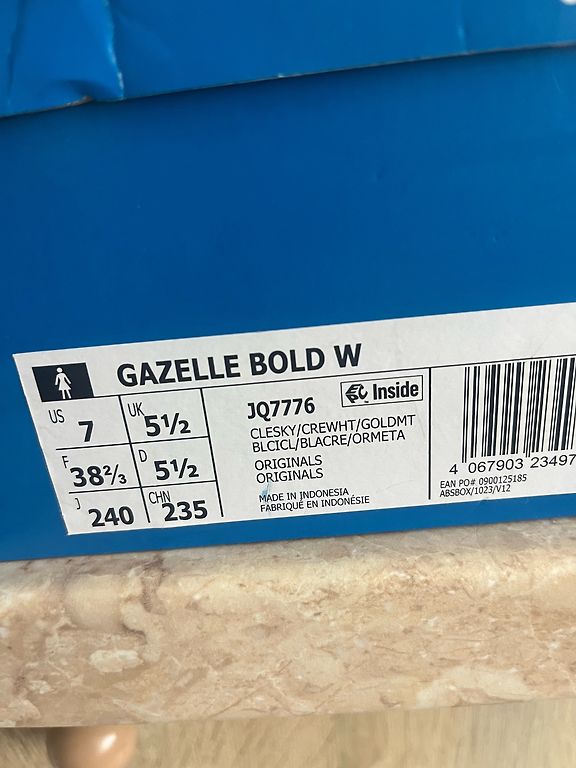 GAZELLE BOLD W
US 7 UK 5½
F 38⅔ D 5½
J 240 CHN 235
JQ7776
Inside
CLESKY/CREWHT/GOLDMT
BLCICL/BLACRE/ORMETA
ORIGINALS
ORIGINALS
MADE IN INDONESIA
FABRIQUÉ EN INDONÉSIE
4 067903 23497
EAN PO# 0900125185
ABSBOX/1023/V12